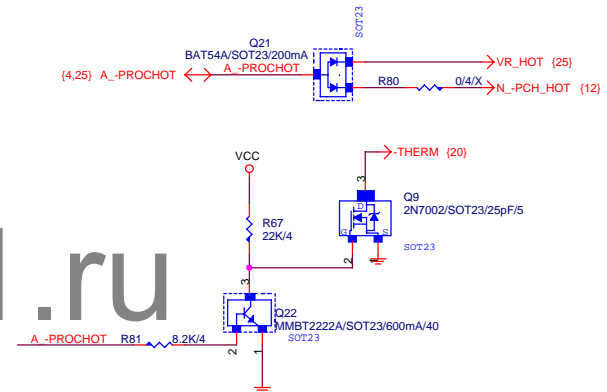 SOT23
Q21
BAT54A/SOT23/200mA
{4,25} A_-PROCHOT
A_-PROCHOT
VR_HOT {25}
R80
0/4/X
N_-PCH_HOT {12}
VCC
-THERM {20}
3
Q9
2N7002/SOT23/25pF/5
D
G
S
SOT23
R67
22K/4
2
1
3
.ru
Q22
MMBT2222A/SOT23/600mA/40
SOT23
A_-PROCHOT
R81
8.2K/4
2
1